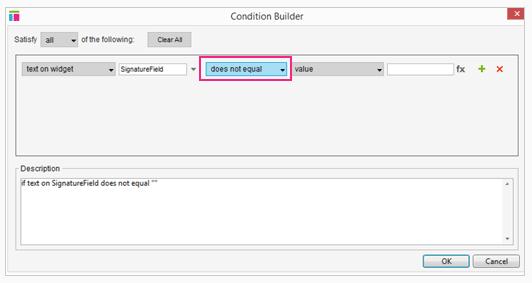 Condition Builder
Satisfy all of the following: Clear All
text on widget SignatureField does not equal value fx
Description
if text on SignatureField does not equal ""
OK Cancel